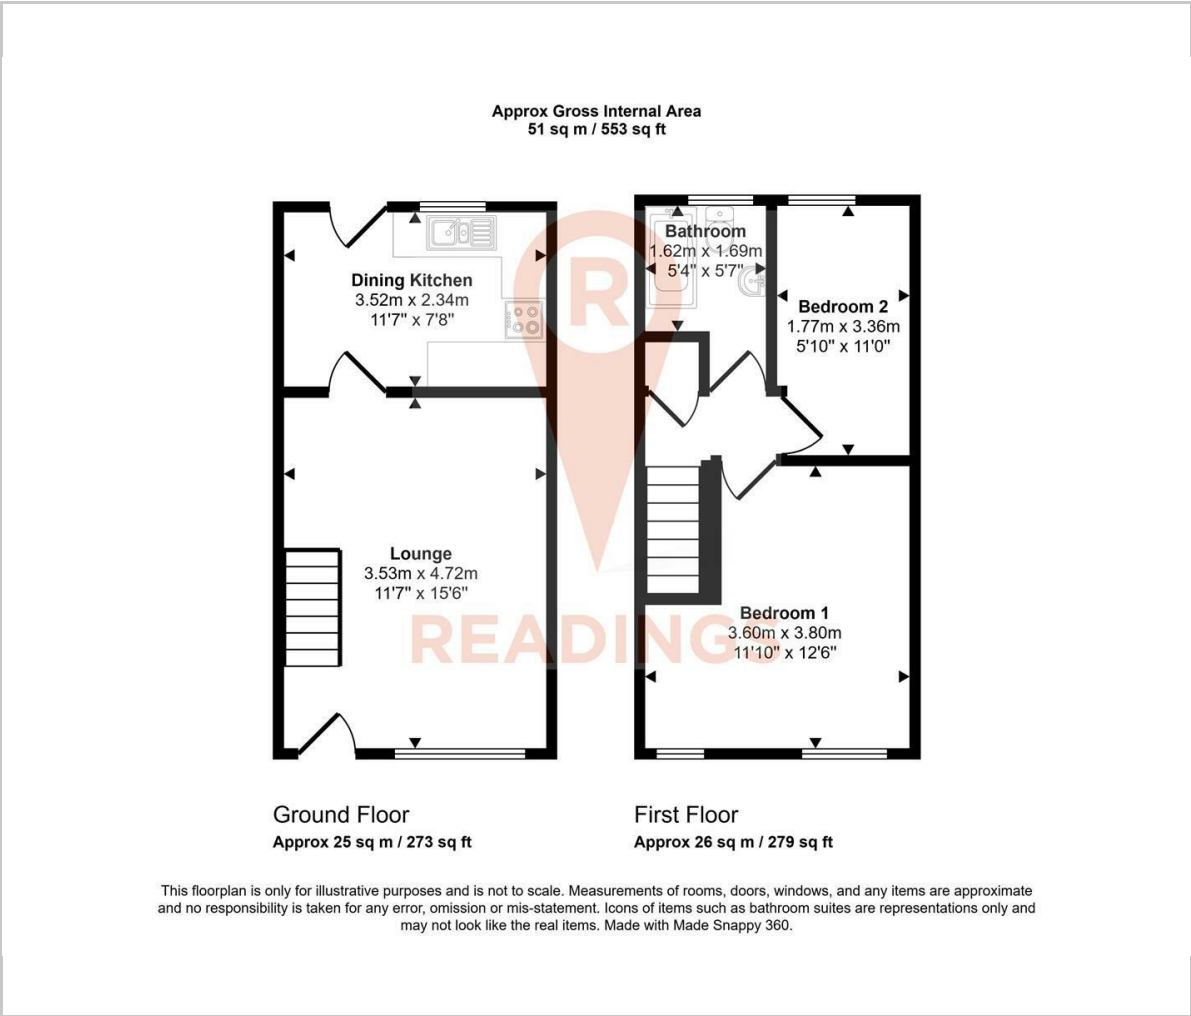 Approx Gross Internal Area
51 sq m / 553 sq ft
R
Bathroom
1.62m x 1.69m
5'4" x 5'7"
Dining Kitchen
3.52m x 2.34m
11'7" x 7'8"
Bedroom 2
1.77m x 3.36m
5'10" x 11'0"
Lounge
3.53m x 4.72m
11'7" x 15'6"
Bedroom 1
3.60m x 3.80m
11'10" x 12'6"
READINGS
Ground Floor
Approx 25 sq m / 273 sq ft
First Floor
Approx 26 sq m / 279 sq ft
This floorplan is only for illustrative purposes and is not to scale. Measurements of rooms, doors, windows, and any items are approximate
and no responsibility is taken for any error, omission or mis-statement. Icons of items such as bathroom suites are representations only and
may not look like the real items. Made with Made Snappy 360.